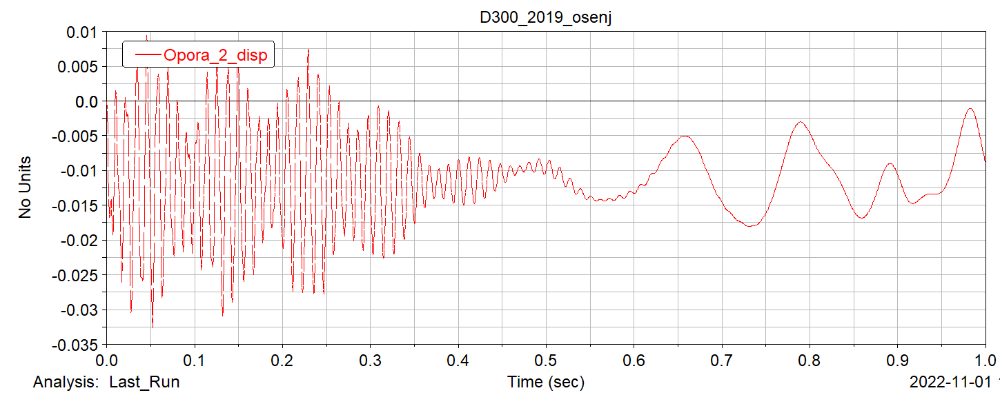 D300_2019_osenj
Opora_2_disp
0.01
0.005
0.0
-0.005
-0.01
-0.015
-0.02
-0.025
-0.03
-0.035
No Units
0.0 0.1 0.2 0.3 0.4 0.5 0.6 0.7 0.8 0.9 1.0
Analysis: Last_Run Time (sec) 2022-11-01